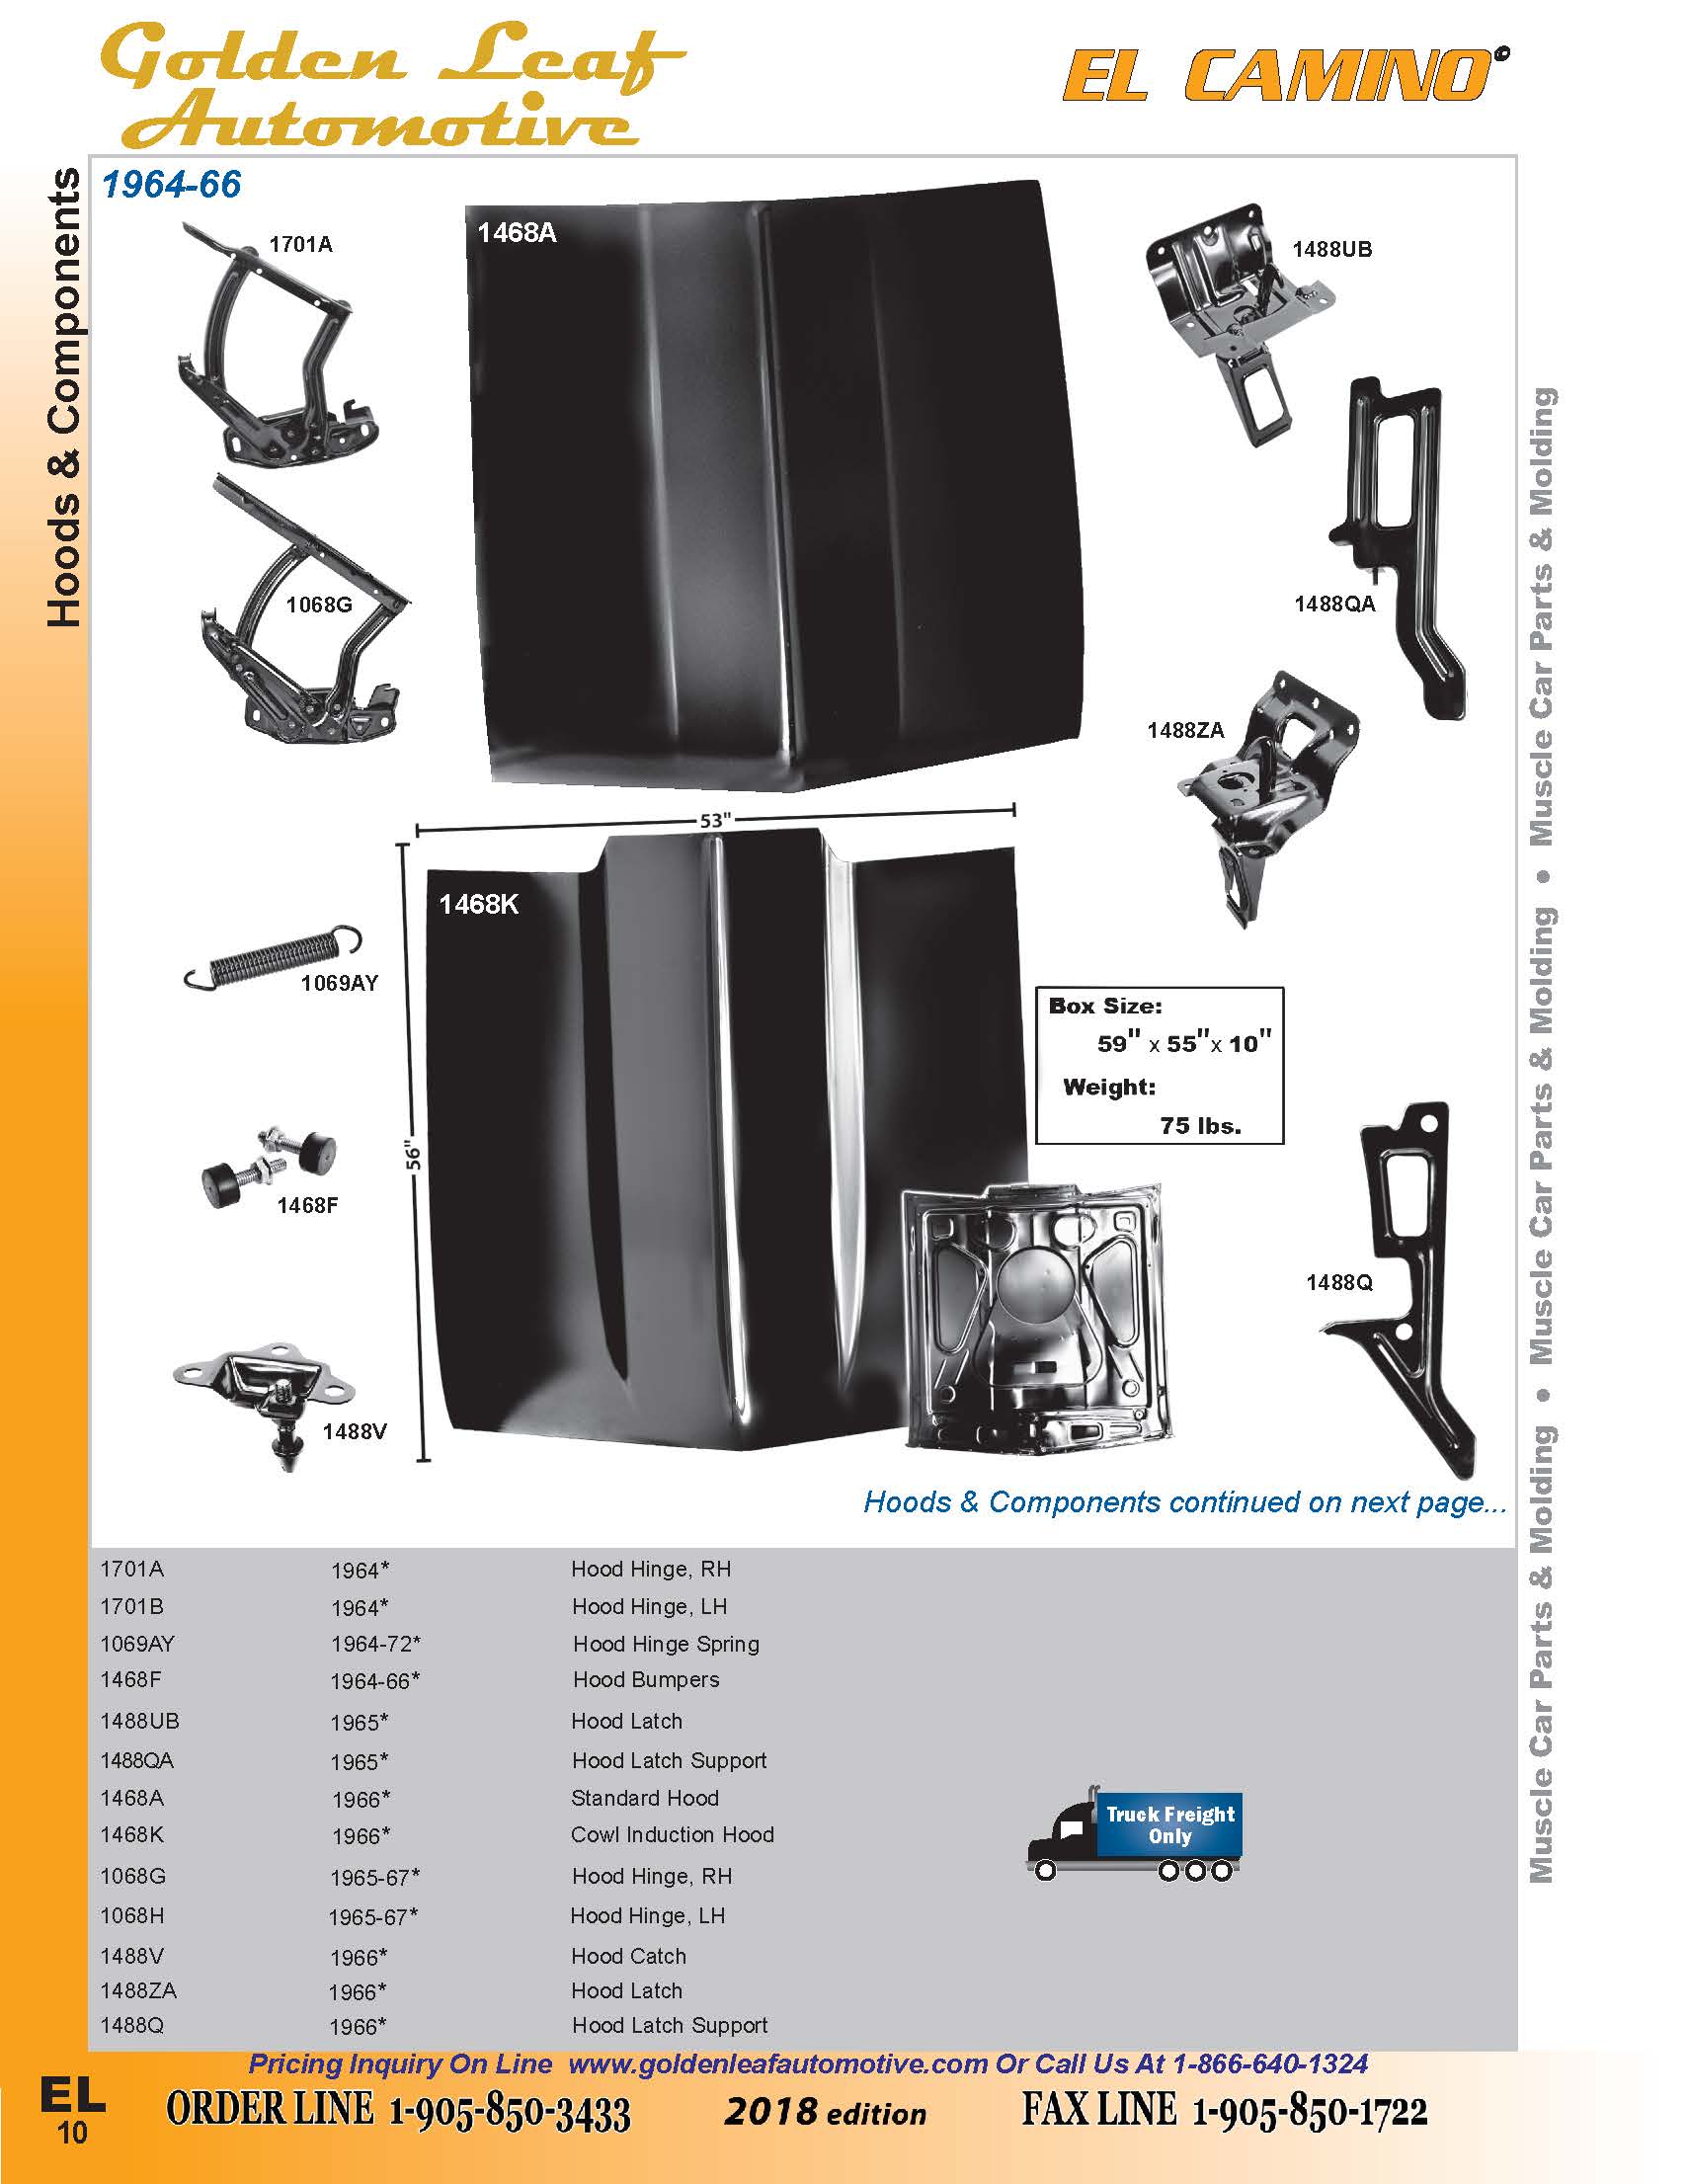 Golden Leaf
Automotive
EL CAMINO
Hoods & Components
1964-66
1701A
1468A
1488UB
1068G
1488QA
1488ZA
53"
1468K
1069AY
Box Size:
59" x 55" x 10"
Weight:
75 lbs.
56"
1468F
1488Q
1488V
Hoods & Components continued on next page...
1701A 1964* Hood Hinge, RH
1701B 1964* Hood Hinge, LH
1069AY 1964-72* Hood Hinge Spring
1468F 1964-66* Hood Bumpers
1488UB 1965* Hood Latch
1488QA 1965* Hood Latch Support
1468A 1966* Standard Hood
1468K 1966* Cowl Induction Hood
1068G 1965-67* Hood Hinge, RH
1068H 1965-67* Hood Hinge, LH
1488V 1966* Hood Catch
1488ZA 1966* Hood Latch
1488Q 1966* Hood Latch Support
Truck Freight
Only
Muscle Car Parts & Molding • Muscle Car Parts & Molding • Muscle Car Parts & Molding
Pricing Inquiry On Line www.goldenleafautomotive.com Or Call Us At 1-866-640-1324
EL
10
ORDER LINE 1-905-850-3433 2018 edition FAX LINE 1-905-850-1722